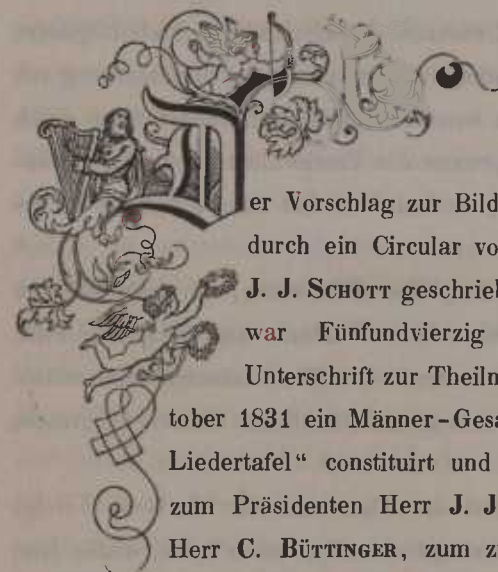 Der Vorschlag zur Bild
durch ein Circular vo
J. J. SCHOTT geschrieb
war Fünfundvierzig
Unterschrift zur Theiln
tober 1831 ein Männer-Gesa
Liedertafel“ constituirt und
zum Präsidenten Herr J. J
Herr C. BÜTTINGER, zum z